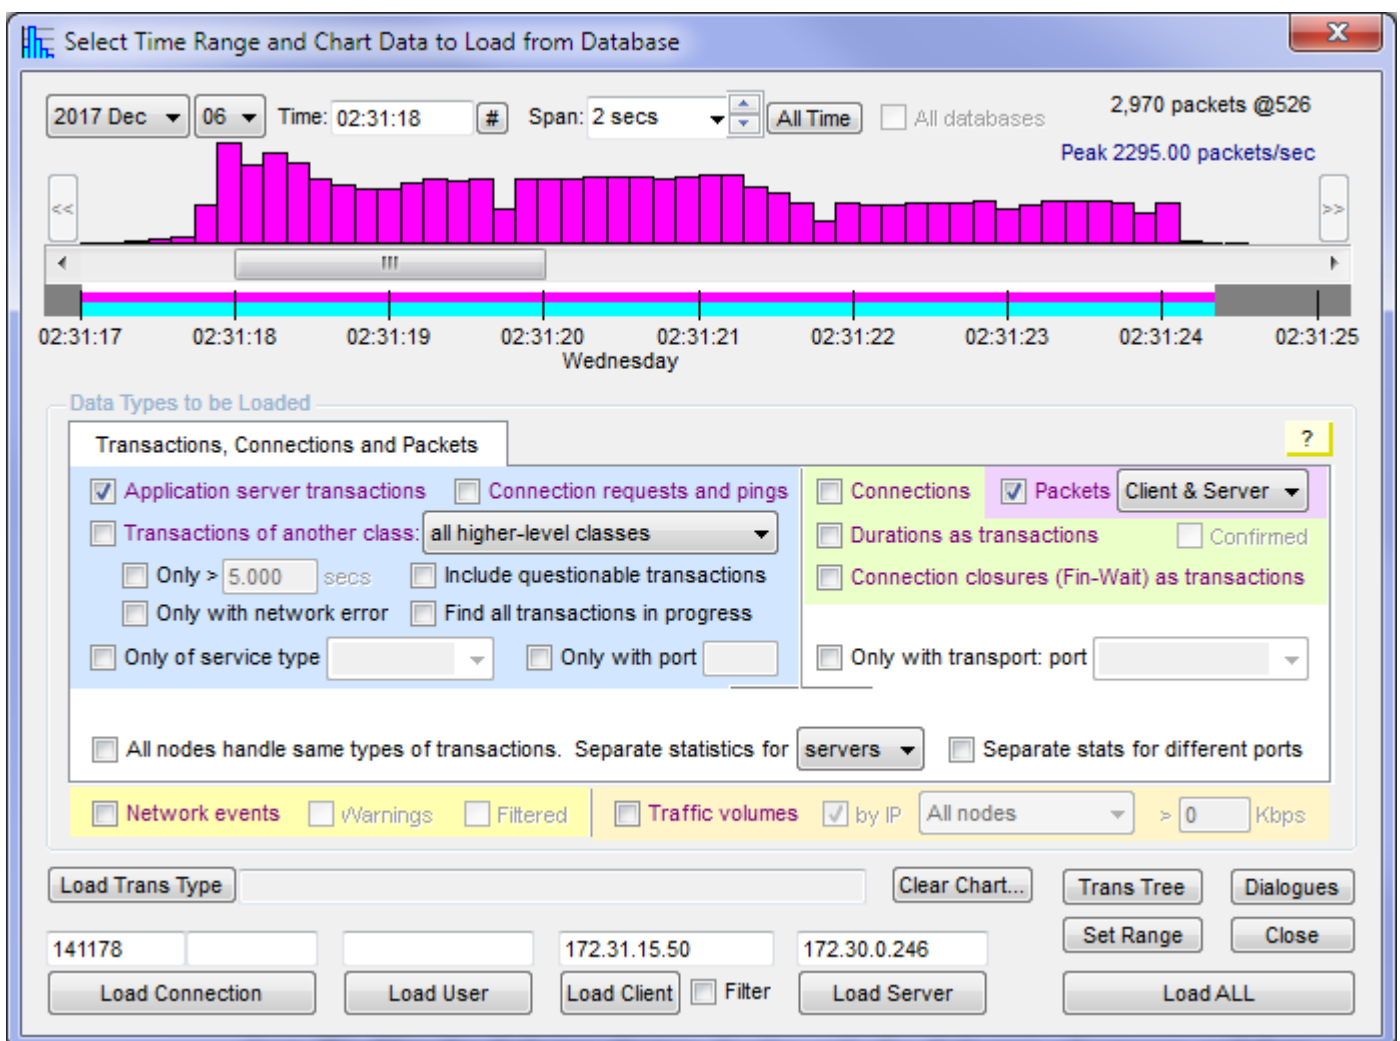 Select Time Range and Chart Data to Load from Database
X
2017 Dec 06 Time: 02:31:18 # Span: 2 secs All Time All databases 2,970 packets @526
Peak 2295.00 packets/sec
<< >>
02:31:17 02:31:18 02:31:19 02:31:20 02:31:21 02:31:22 02:31:23 02:31:24 02:31:25
Wednesday
Data Types to be Loaded
Transactions, Connections and Packets ?
Application server transactions Connection requests and pings Connections Packets Client & Server
Transactions of another class: all higher-level classes Durations as transactions Confirmed
Only > 5.000 secs Include questionable transactions Connection closures (Fin-Wait) as transactions
Only with network error Find all transactions in progress
Only of service type Only with port Only with transport: port
All nodes handle same types of transactions. Separate statistics for servers Separate stats for different ports
Network events Warnings Filtered Traffic volumes by IP All nodes > 0 Kbps
Load Trans Type Clear Chart... Trans Tree Dialogues
Set Range Close
141178 172.31.15.50 172.30.0.246
Load Connection Load User Load Client Filter Load Server Load ALL